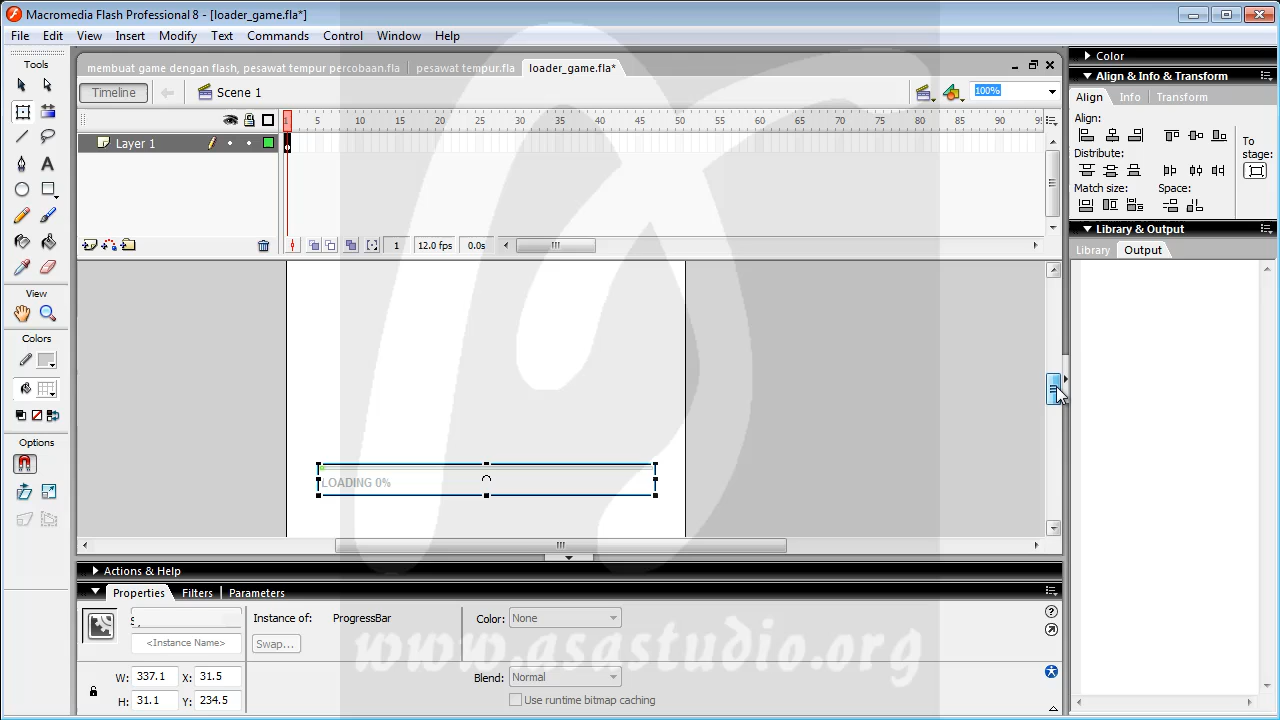 Macromedia Flash Professional 8 - [loader_game.fla*]
File Edit View Insert Modify Text Commands Control Window Help
Tools
membuat game dengan flash, pesawat tempur percobaan.fla
pesawat tempur.fla
loader_game.fla*
Color
Timeline
Scene 1
100%
Align & Info & Transform
Align Info Transform
1 5 10 15 20 25 30 35 40 45 50 55 60 65 70 75 80 85 90 95
Align:
To stage:
Layer 1
Distribute:
Match size: Space:
Library & Output
1 12.0 fps 0.0s
Library Output
View
Colors
Options
LOADING 0%
Actions & Help
Properties Filters Parameters
Instance of: ProgressBar
Color: None
<Instance Name>
Swap...
www.asastudio.org
W: 337.1 X: 31.5
Blend: Normal
H: 31.1 Y: 234.5
Use runtime bitmap caching